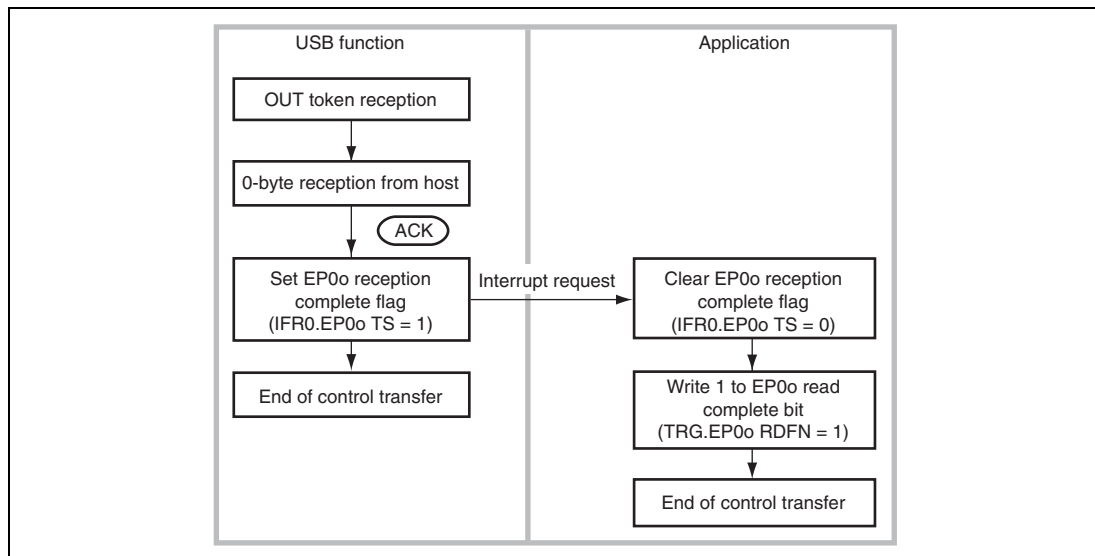 USB function
Application
OUT token reception
0-byte reception from host
ACK
Set EP0o reception
complete flag
(IFR0.EP0o TS = 1)
Interrupt request
Clear EP0o reception
complete flag
(IFR0.EP0o TS = 0)
End of control transfer
Write 1 to EP0o read
complete bit
(TRG.EP0o RDFN = 1)
End of control transfer